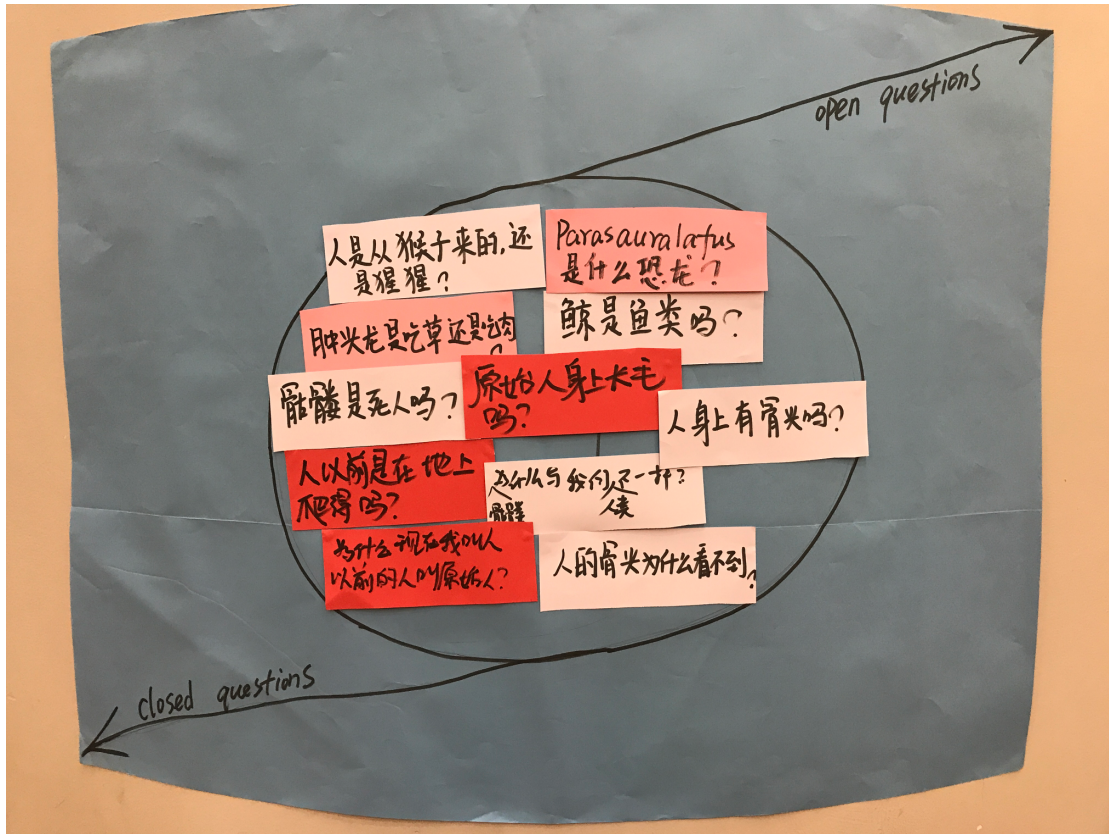 open questions
人是从猴子来的,还
是猩猩?
Parasauralafus
是什么恐龙?
肿头龙是吃草还是吃肉
?
鲸是鱼类吗?
骷髅是死人吗?
原始人身上长毛
吗?
人身上有骨头吗?
人以前是在地上
爬得吗?
为什么与我们不一样?
骷髅
人类
为什么现在我叫人
以前的人叫原始人?
人的骨头为什么看不到?
closed questions